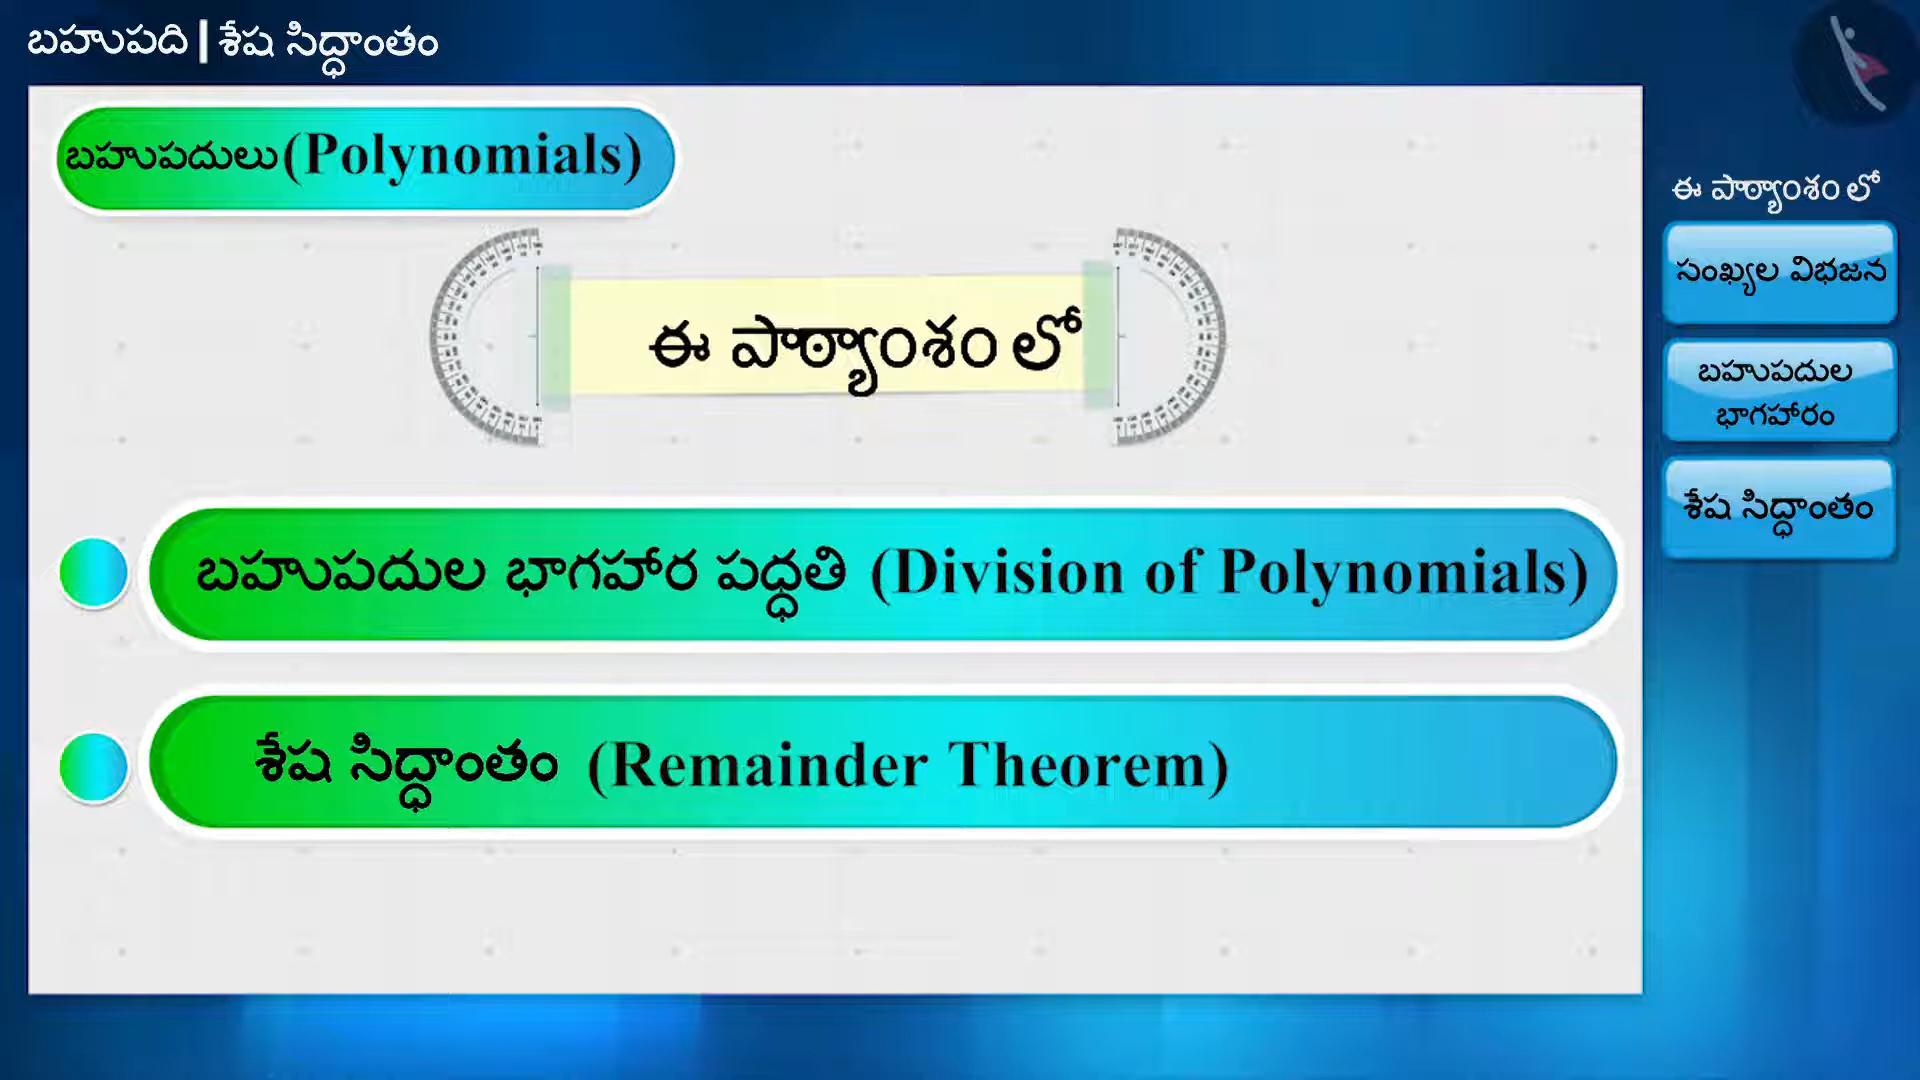 బహుపది | శేష సిద్ధాంతం
బహుపదులు(Polynomials)
ఈ పాఠ్యాంశం లో
బహుపదుల భాగహార పద్ధతి (Division of Polynomials)
శేష సిద్ధాంతం (Remainder Theorem)
ఈ పాఠ్యాంశం లో
సంఖ్యల విభజన
బహుపదుల
భాగహారం
శేష సిద్ధాంతం